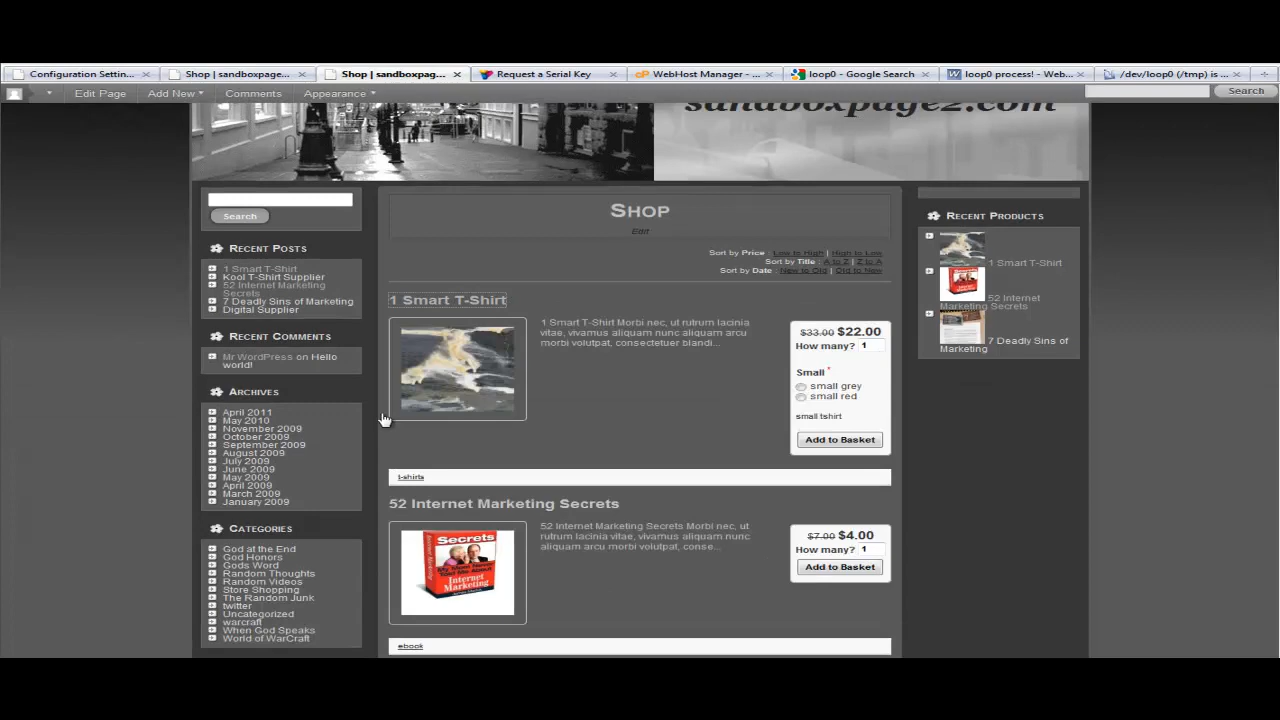 Configuration Settin...
Shop | sandboxpage...
Shop | sandboxpag...
Request a Serial Key
WebHost Manager - ...
loop0 - Google Search
loop0 process! - Web...
/dev/loop0 (/tmp) is ...
Edit Page
Add New
Comments
Appearance
Search
sandboxpage2.com
Search
Recent Posts
1 Smart T-Shirt
Kool T-Shirt Supplier
52 Internet Marketing
Secrets
7 Deadly Sins of Marketing
Digital Supplier
Recent Comments
Mr WordPress on Hello
world!
Archives
April 2011
May 2010
November 2009
October 2009
September 2009
August 2009
July 2009
June 2009
May 2009
April 2009
March 2009
January 2009
Categories
God at the End
God Honors
Gods Word
Random Thoughts
Random Videos
Store Shopping
The Random Junk
twitter
Uncategorized
warcraft
When God Speaks
World of WarCraft
Shop
Edit
Sort by Price : Low to High | High to Low
Sort by Title : A to Z | Z to A
Sort by Date : New to Old | Old to New
1 Smart T-Shirt
1 Smart T-Shirt Morbi nec, ut rutrum lacinia
vitae, vivamus aliquam nunc aliquam arcu
morbi volutpat, consectetuer blandi...
$33.00 $22.00
How many? 1
Small *
small grey
small red
small tshirt
Add to Basket
t-shirts
52 Internet Marketing Secrets
Secrets
Internet
Marketing
52 Internet Marketing Secrets Morbi nec, ut
rutrum lacinia vitae, vivamus aliquam nunc
aliquam arcu morbi volutpat, conse...
$7.00 $4.00
How many? 1
Add to Basket
ebook
Recent Products
1 Smart T-Shirt
Secrets
52 Internet
Marketing Secrets
7 Deadly Sins of
Marketing